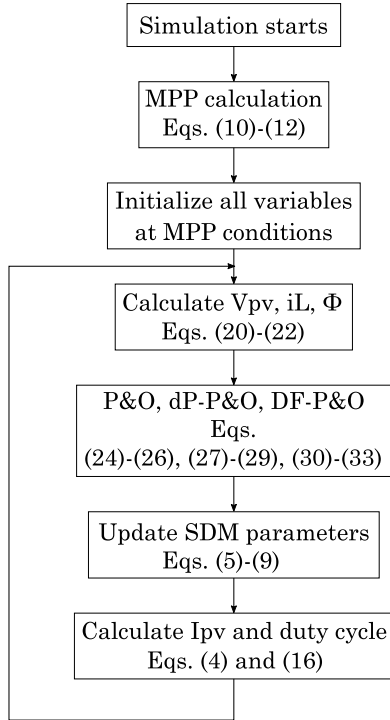 Simulation starts
MPP calculation
Eqs. (10)-(12)
Initialize all variables
at MPP conditions
Calculate Vpv, iL, Φ
Eqs. (20)-(22)
P&O, dP-P&O, DF-P&O
Eqs.
(24)-(26), (27)-(29), (30)-(33)
Update SDM parameters
Eqs. (5)-(9)
Calculate Ipv and duty cycle
Eqs. (4) and (16)